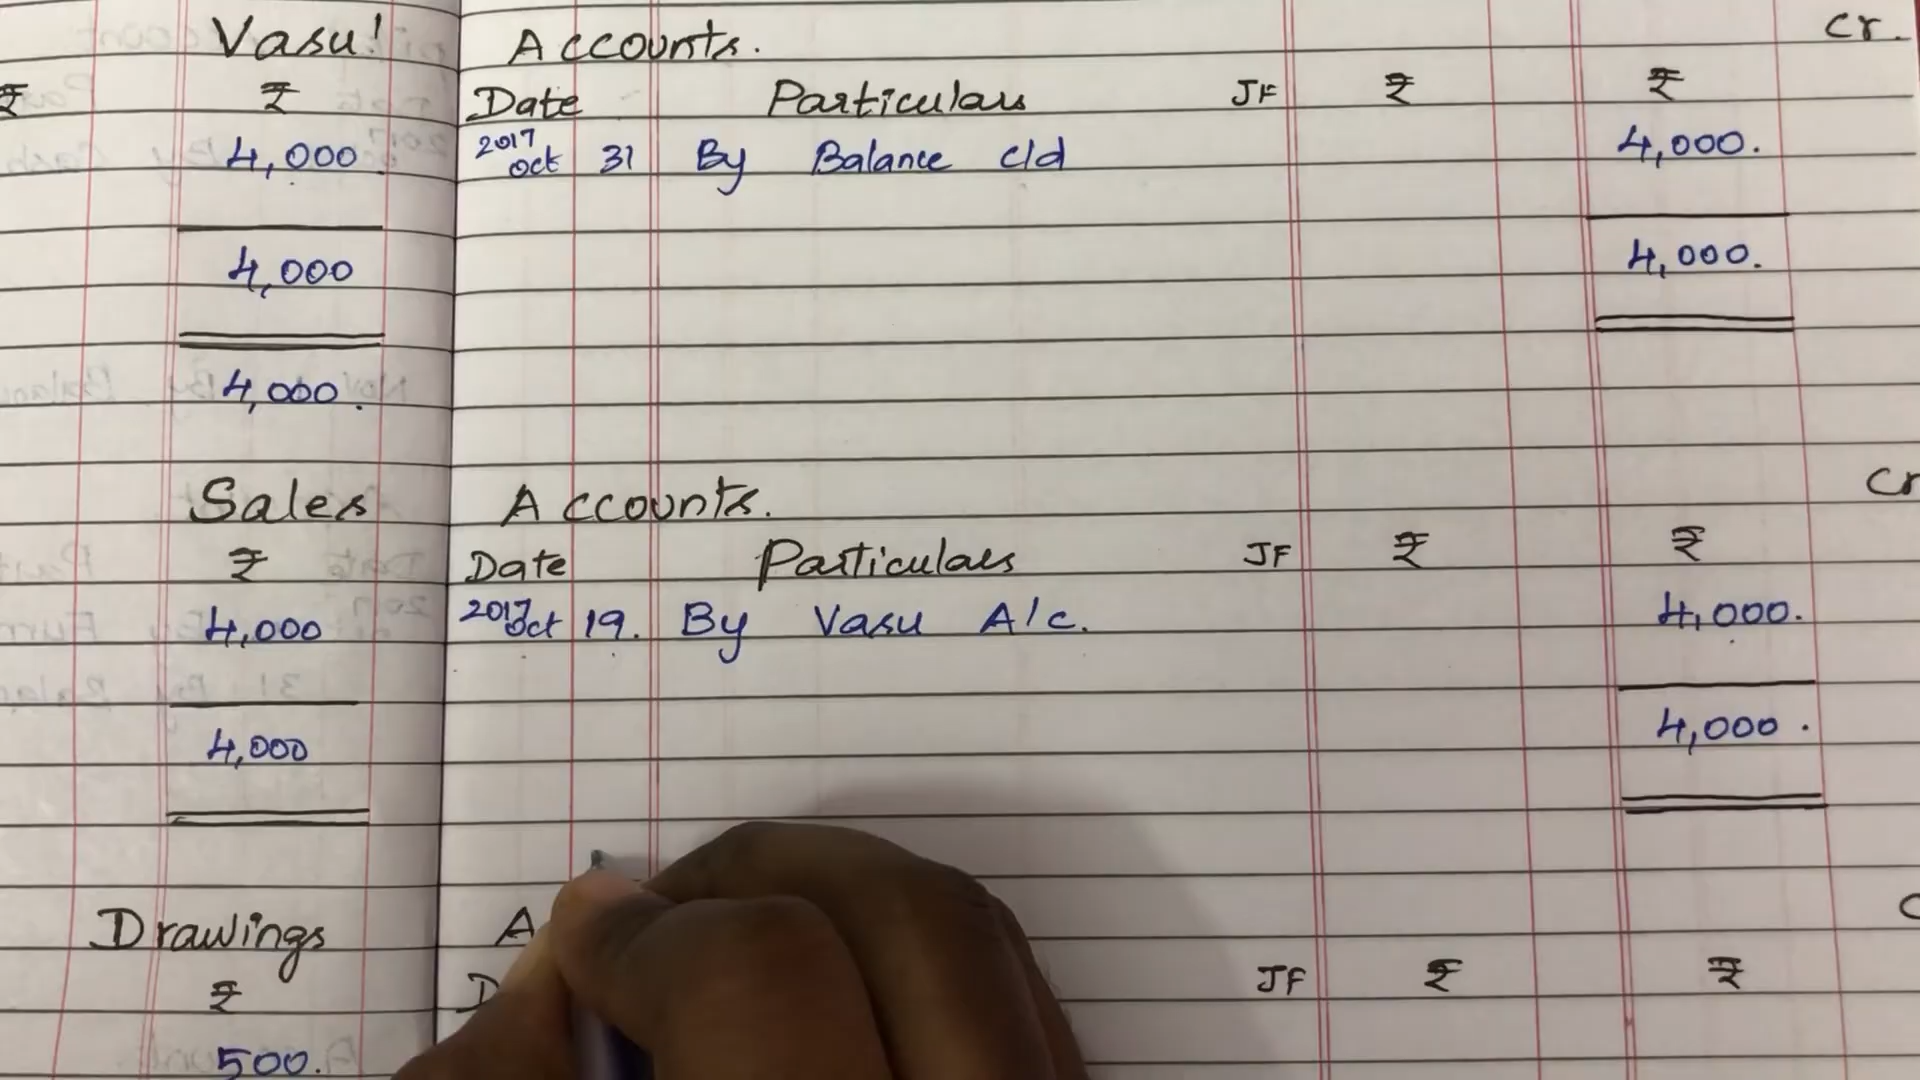 Vasu! Accounts. Cr.
₹ ₹ Date Particulars JF ₹ ₹
4,000 2017 Oct 31 By Balance c/d 4,000.
4,000 4,000.
4,000.
Sales Accounts. Cr
₹ Date Particulars JF ₹ ₹
4,000 2017 Oct 19. By Vasu A/c. 4,000.
4,000 4,000.
Drawings A
₹ D JF ₹ ₹
500.